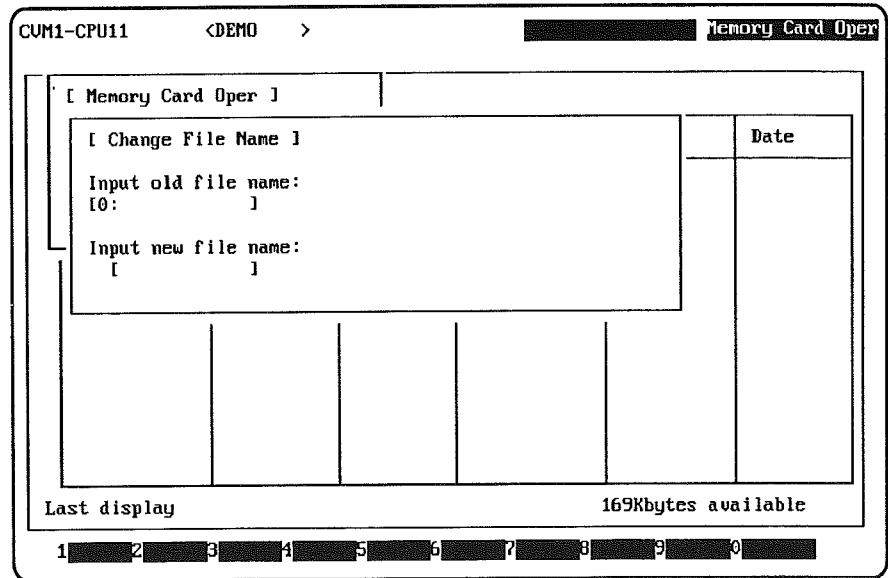 CVM1-CPU11 <DEMO > Memory Card Oper
[ Memory Card Oper ]
[ Change File Name ]
Date
Input old file name:
[0: ]
Input new file name:
[ ]
Last display 169Kbytes available
1 2 3 4 5 6 7 8 9 0